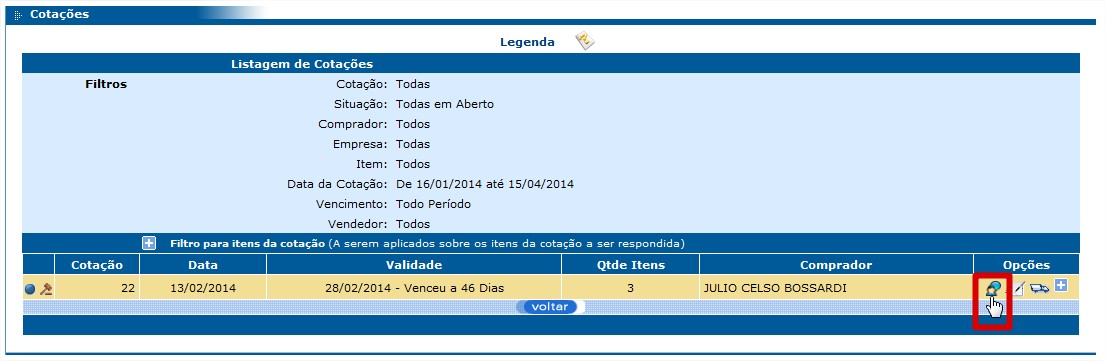 Cotações
Legenda
Listagem de Cotações
Filtros Cotação: Todas
Situação: Todas em Aberto
Comprador: Todos
Empresa: Todas
Item: Todos
Data da Cotação: De 16/01/2014 até 15/04/2014
Vencimento: Todo Período
Vendedor: Todos
Filtro para itens da cotação (A serem aplicados sobre os itens da cotação a ser respondida)
Cotação Data Validade Qtde Itens Comprador Opções
22 13/02/2014 28/02/2014 - Venceu a 46 Dias 3 JULIO CELSO BOSSARDI
voltar